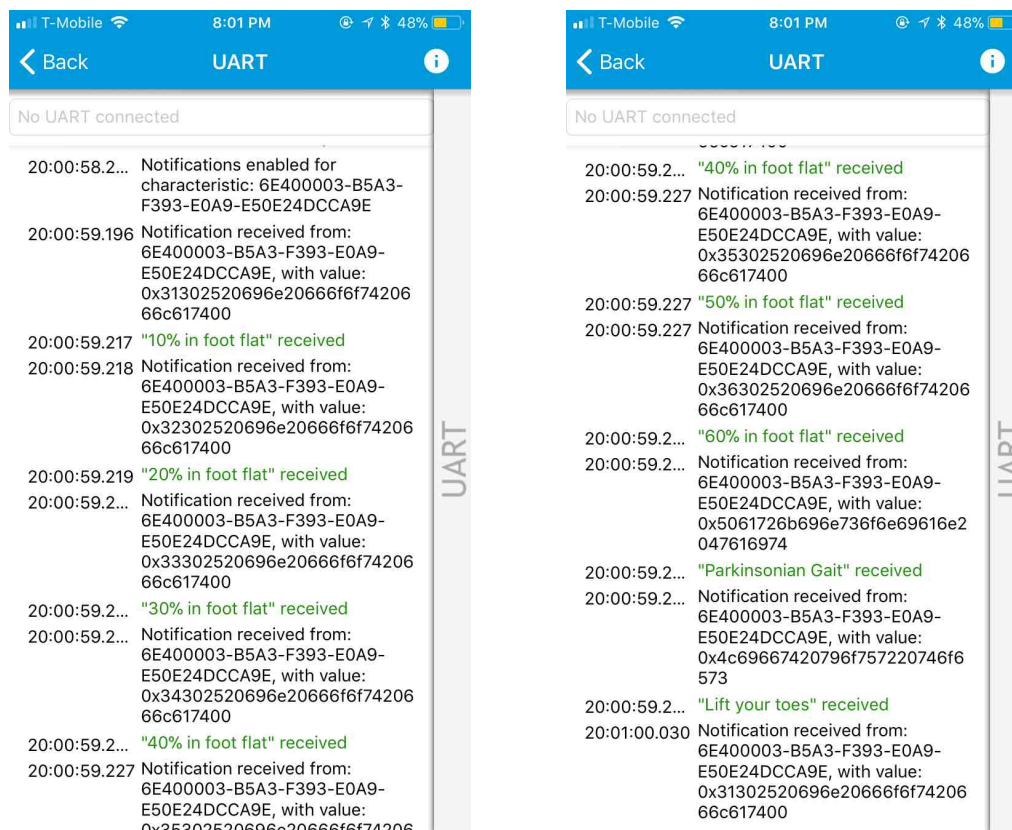 T-Mobile 8:01 PM 48%
Back UART
No UART connected
20:00:58.2... Notifications enabled for
characteristic: 6E400003-B5A3-
F393-E0A9-E50E24DCCA9E
20:00:59.196 Notification received from:
6E400003-B5A3-F393-E0A9-
E50E24DCCA9E, with value:
0x31302520696e20666f6f74206
66c617400
20:00:59.217 "10% in foot flat" received
20:00:59.218 Notification received from:
6E400003-B5A3-F393-E0A9-
E50E24DCCA9E, with value:
0x32302520696e20666f6f74206
66c617400
20:00:59.219 "20% in foot flat" received
20:00:59.2... Notification received from:
6E400003-B5A3-F393-E0A9-
E50E24DCCA9E, with value:
0x33302520696e20666f6f74206
66c617400
20:00:59.2... "30% in foot flat" received
20:00:59.2... Notification received from:
6E400003-B5A3-F393-E0A9-
E50E24DCCA9E, with value:
0x34302520696e20666f6f74206
66c617400
20:00:59.2... "40% in foot flat" received
20:00:59.227 Notification received from:
6E400003-B5A3-F393-E0A9-
E50E24DCCA9E, with value:
0x35302520696e20666f6f74206
UART
T-Mobile 8:01 PM 48%
Back UART
No UART connected
20:00:59.2... "40% in foot flat" received
20:00:59.227 Notification received from:
6E400003-B5A3-F393-E0A9-
E50E24DCCA9E, with value:
0x35302520696e20666f6f74206
66c617400
20:00:59.227 "50% in foot flat" received
20:00:59.227 Notification received from:
6E400003-B5A3-F393-E0A9-
E50E24DCCA9E, with value:
0x36302520696e20666f6f74206
66c617400
20:00:59.2... "60% in foot flat" received
20:00:59.2... Notification received from:
6E400003-B5A3-F393-E0A9-
E50E24DCCA9E, with value:
0x5061726b696e736f6e69616e2
047616974
20:00:59.2... "Parkinsonian Gait" received
20:00:59.2... Notification received from:
6E400003-B5A3-F393-E0A9-
E50E24DCCA9E, with value:
0x4c69667420796f757220746f6
573
20:00:59.2... "Lift your toes" received
20:01:00.030 Notification received from:
6E400003-B5A3-F393-E0A9-
E50E24DCCA9E, with value:
0x31302520696e20666f6f74206
66c617400
UART